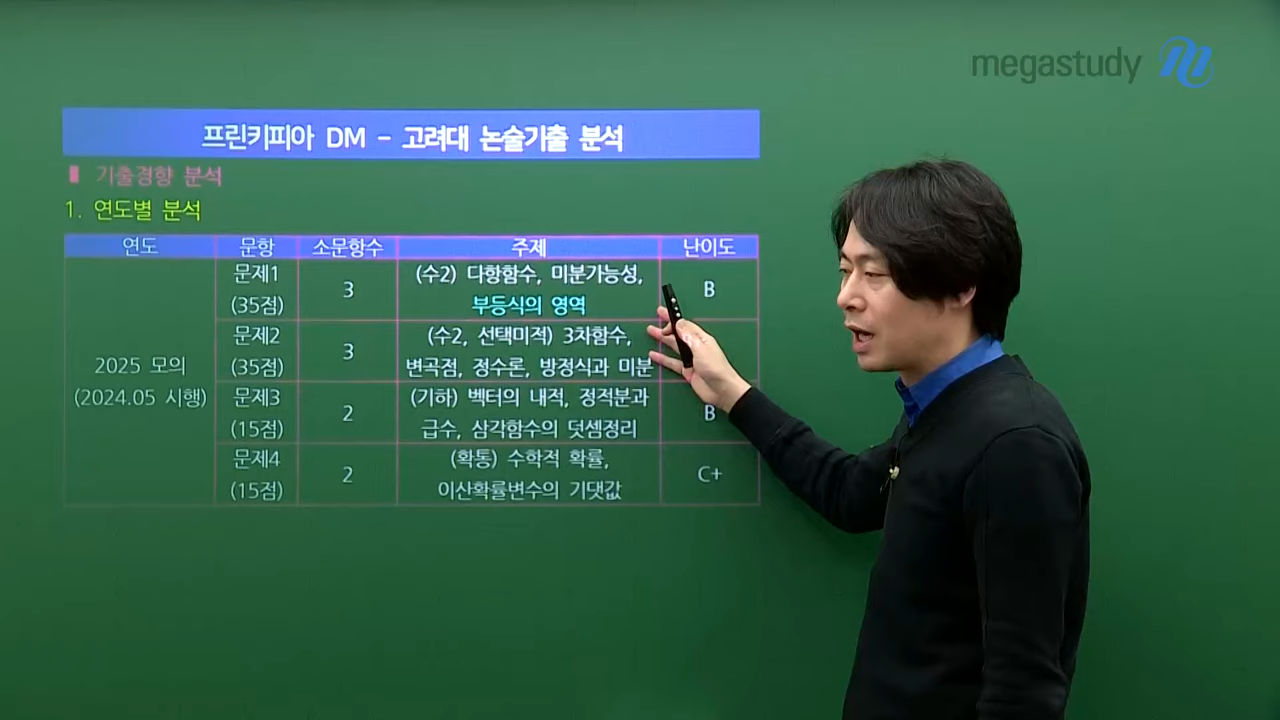 megastudy
프린키피아 DM - 고려대 논술기출 분석
기출경향 분석
1. 연도별 분석
연도 문항 소문항수 주제 난이도
2025 모의
(2024.05 시행)
문제1
(35점)
3
(수2) 다항함수, 미분가능성,
부등식의 영역
B
문제2
(35점)
3
(수2, 선택미적) 3차함수,
변곡점, 정수론, 방정식과 미분
문제3
(15점)
2
(기하) 벡터의 내적, 정적분과
급수, 삼각함수의 덧셈정리
B
문제4
(15점)
2
(확통) 수학적 확률,
이산확률변수의 기댓값
C+